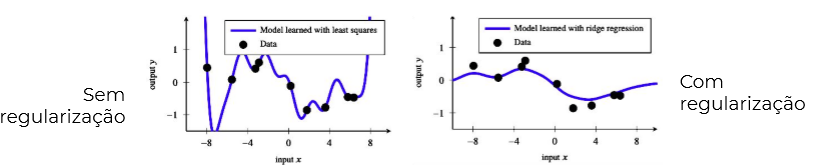 Sem
regularização
Model learned with least squares
Data
output y
1
0
−1
−8
−4
0
4
8
input x
Model learned with ridge regression
Data
output y
1
0
−1
−8
−4
0
4
8
input x
Com
regularização